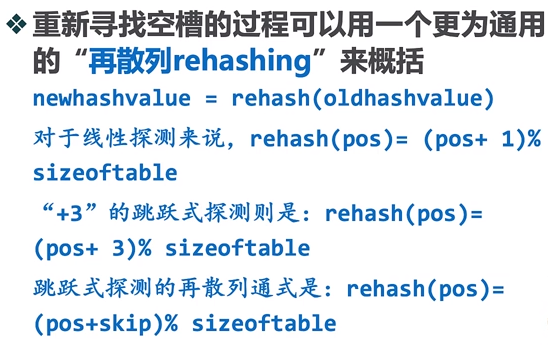 ❖ 重新寻找空槽的过程可以用一个更为通用
的“再散列rehashing”来概括
newhashvalue = rehash(oldhashvalue)
对于线性探测来说，rehash(pos)= (pos+ 1)%
sizeoftable
“+3”的跳跃式探测则是：rehash(pos)=
(pos+ 3)% sizeoftable
跳跃式探测的再散列通式是：rehash(pos)=
(pos+skip)% sizeoftable